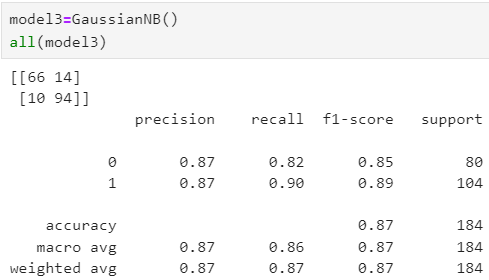 model3=GaussianNB()
all(model3)
[[66 14]
 [10 94]]
              precision    recall  f1-score   support

           0       0.87      0.82      0.85        80
           1       0.87      0.90      0.89       104

    accuracy                           0.87       184
   macro avg       0.87      0.86      0.87       184
weighted avg       0.87      0.87      0.87       184